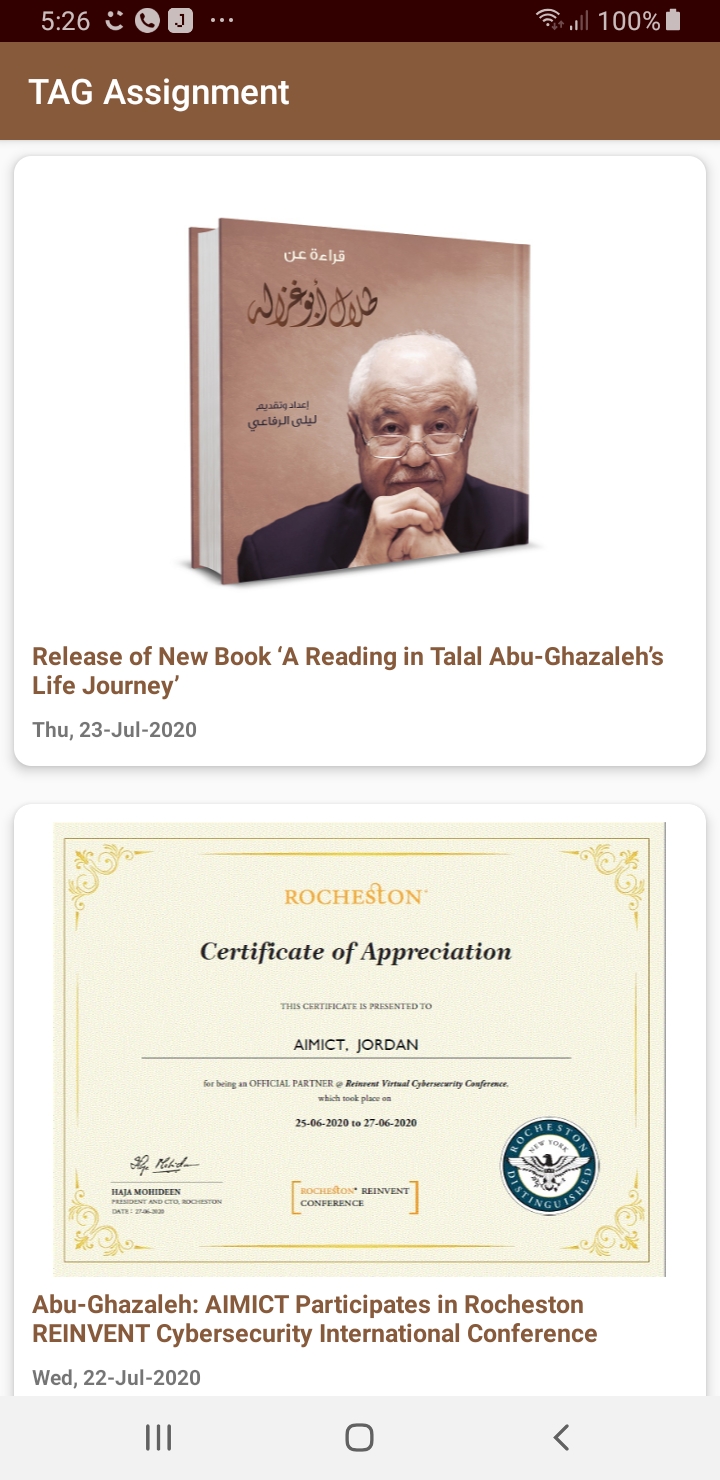 5:26
J
100%
TAG Assignment
قراءة عن
طلال أبوغزاله
إعداد وتقديم
ليلى الرفاعي
Release of New Book ‘A Reading in Talal Abu-Ghazaleh’s
Life Journey’
Thu, 23-Jul-2020
ROCHESTON
Certificate of Appreciation
THIS CERTIFICATE IS PRESENTED TO
AIMICT, JORDAN
for being an OFFICIAL PARTNER @ Reinvent Virtual Cybersecurity Conference.
which took place on
25-06-2020 to 27-06-2020
HAJA MOHIDEEN
PRESIDENT AND CTO, ROCHESTON
DATE : 27-06-2020
ROCHESTON REINVENT
CONFERENCE
ROCHESTON
NEW YORK
DISTINGUISHED
Abu-Ghazaleh: AIMICT Participates in Rocheston
REINVENT Cybersecurity International Conference
Wed, 22-Jul-2020